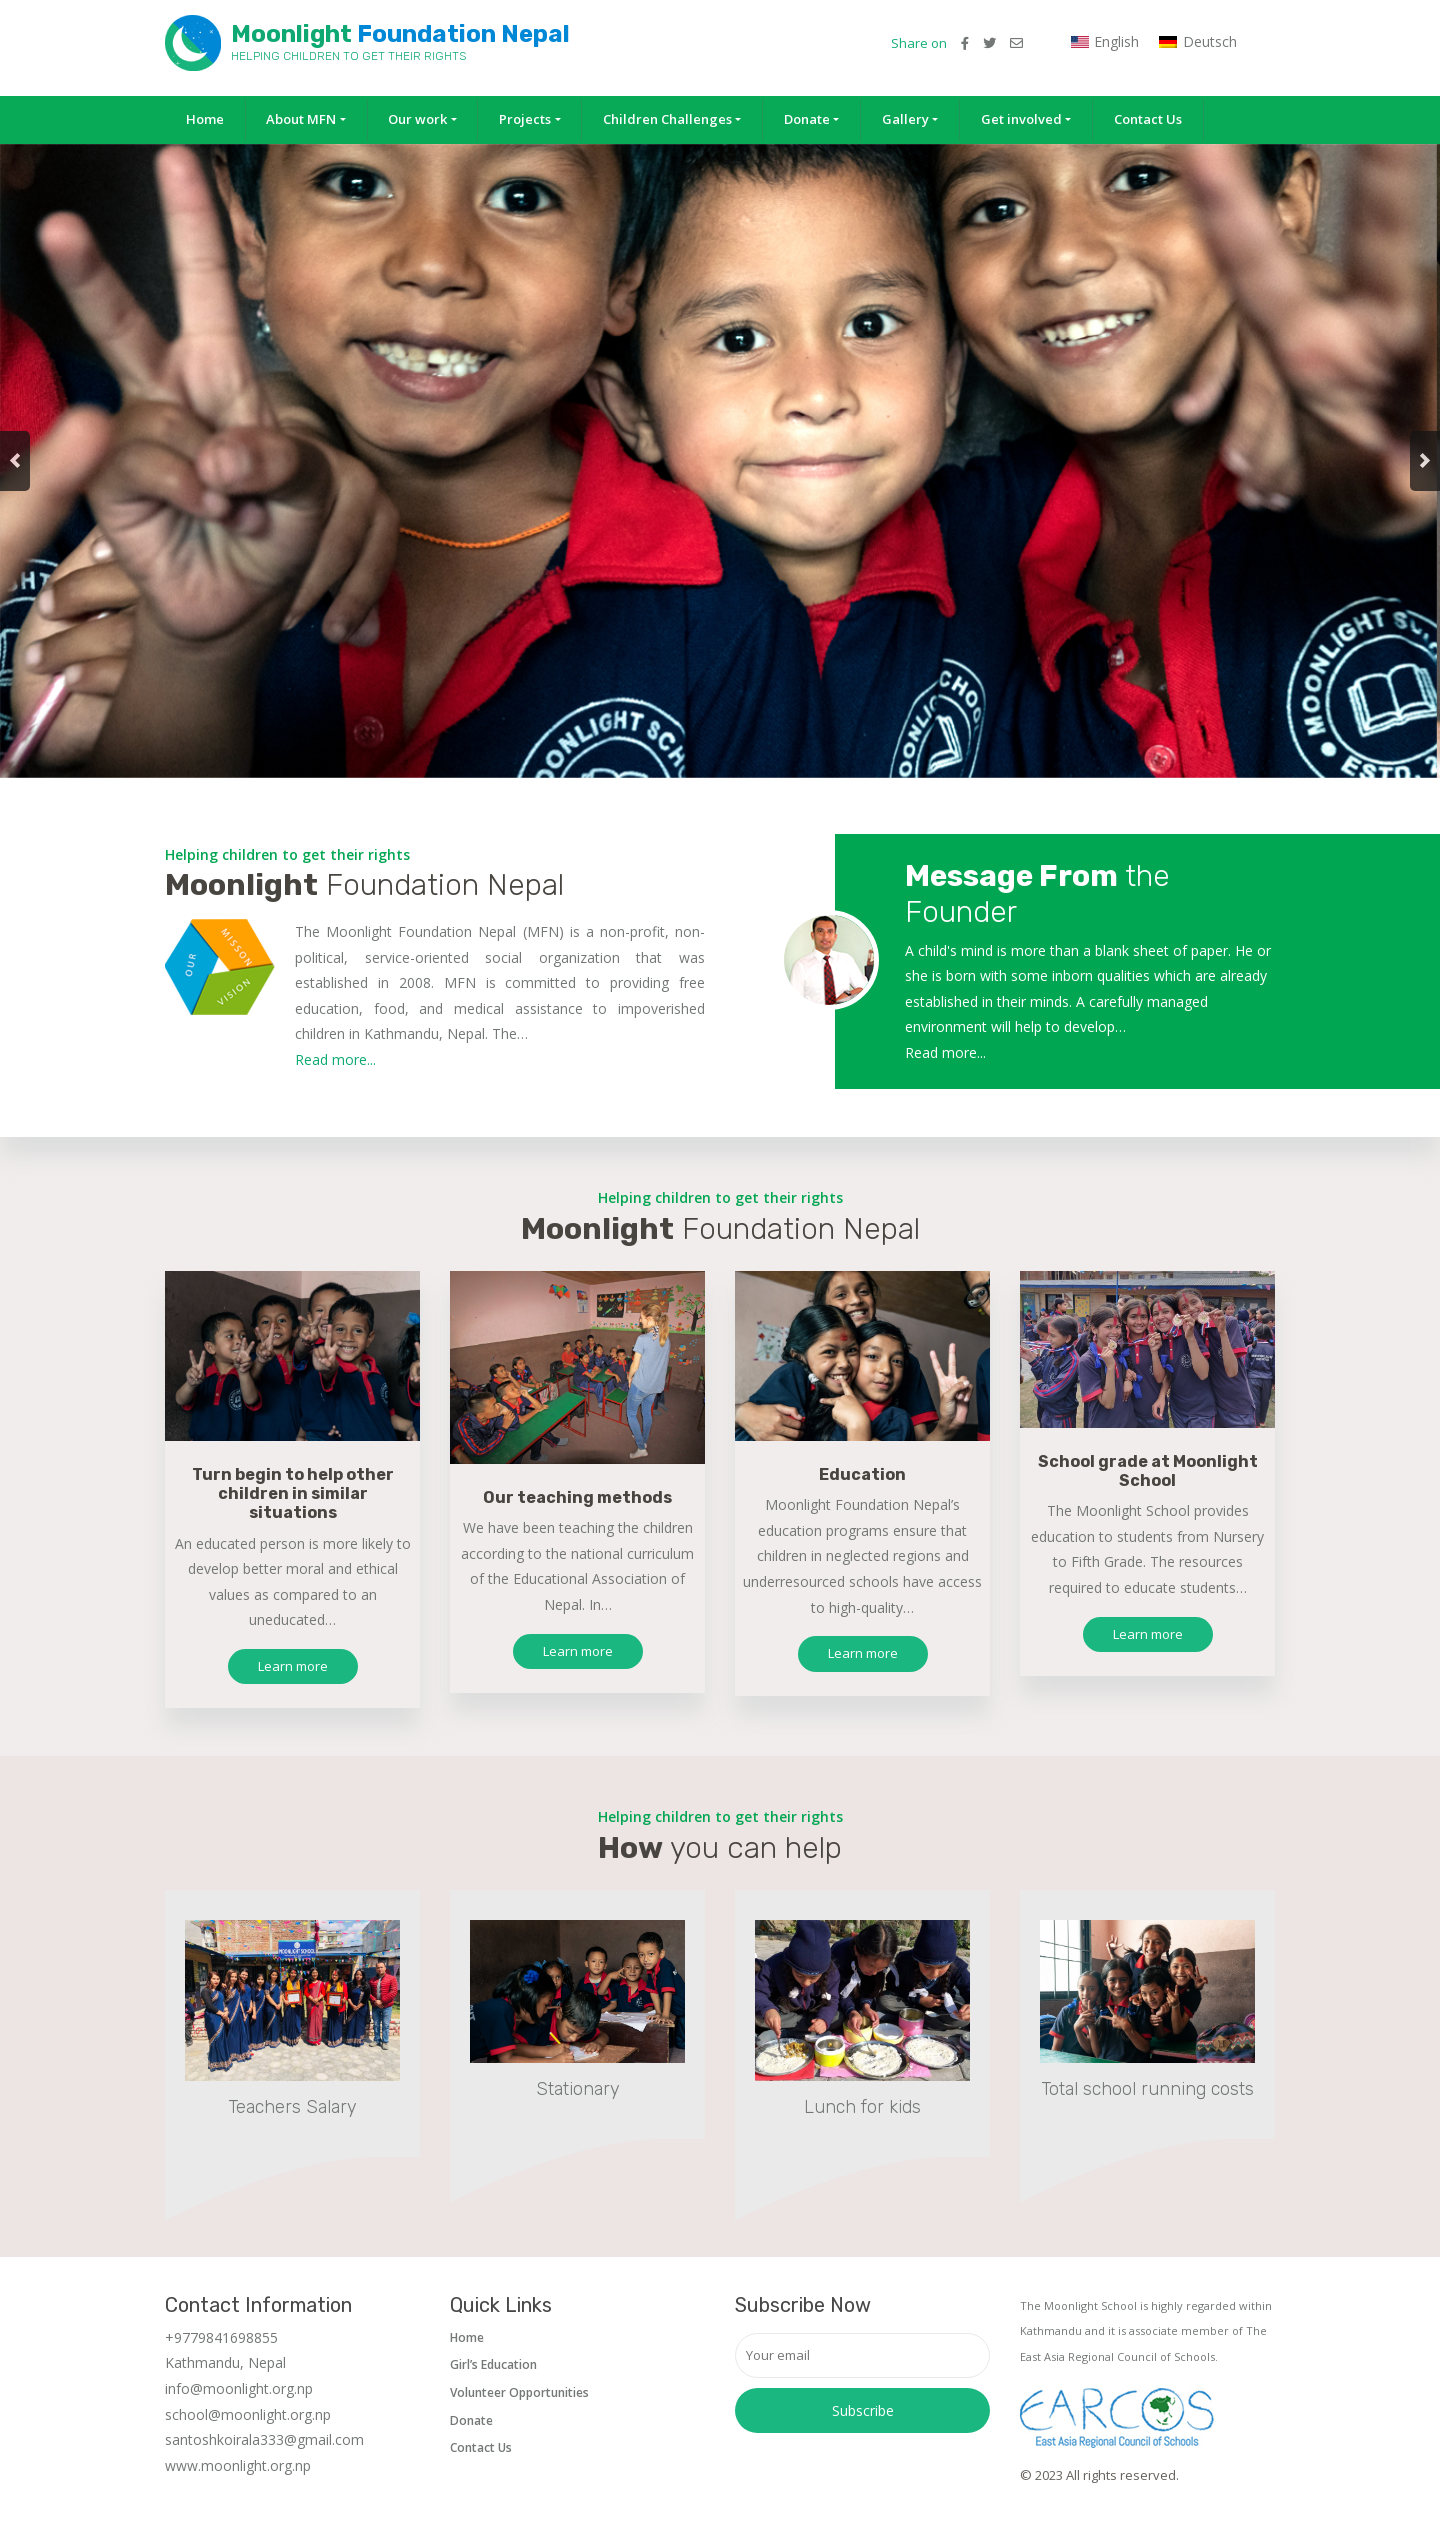 Moonlight Foundation Nepal
HELPING CHILDREN TO GET THEIR RIGHTS
Share on
English
Deutsch
Home
About MFN
Our work
Projects
Children Challenges
Donate
Gallery
Get involved
Contact Us
MOONLIGHT SC
ESTD. 2
MOONLIGHT SCHO
Helping children to get their rights
Moonlight Foundation Nepal
OUR
MISSON
VISION
The Moonlight Foundation Nepal (MFN) is a non-profit, non-
political, service-oriented social organization that was
established in 2008. MFN is committed to providing free
education, food, and medical assistance to impoverished
children in Kathmandu, Nepal. The…
Read more...
Message From the
Founder
A child's mind is more than a blank sheet of paper. He or
she is born with some inborn qualities which are already
established in their minds. A carefully managed
environment will help to develop…
Read more...
Helping children to get their rights
Moonlight Foundation Nepal
Turn begin to help other
children in similar
situations
An educated person is more likely to
develop better moral and ethical
values as compared to an
uneducated…
Learn more
Our teaching methods
We have been teaching the children
according to the national curriculum
of the Educational Association of
Nepal. In…
Learn more
Education
Moonlight Foundation Nepal’s
education programs ensure that
children in neglected regions and
underresourced schools have access
to high-quality…
Learn more
School grade at Moonlight
School
The Moonlight School provides
education to students from Nursery
to Fifth Grade. The resources
required to educate students…
Learn more
Helping children to get their rights
How you can help
MOONLIGHT SCHOOL
Teachers Salary
Stationary
Lunch for kids
Total school running costs
Contact Information
+9779841698855
Kathmandu, Nepal
info@moonlight.org.np
school@moonlight.org.np
santoshkoirala333@gmail.com
www.moonlight.org.np
Quick Links
Home
Girl’s Education
Volunteer Opportunities
Donate
Contact Us
Subscribe Now
Your email
Subscribe
The Moonlight School is highly regarded within
Kathmandu and it is associate member of The
East Asia Regional Council of Schools.
EARCOS
East Asia Regional Council of Schools
© 2023 All rights reserved.